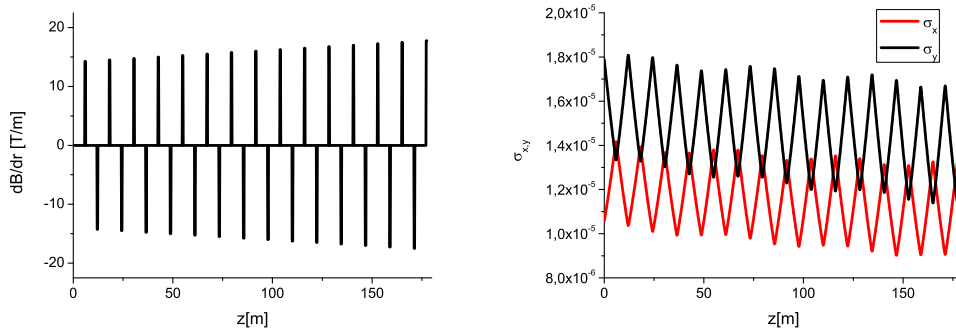 20
10
0
-10
-20
dB/dr [T/m]
0
50
100
150
z[m]
2,0x10⁻⁵
1,8x10⁻⁵
1,6x10⁻⁵
1,4x10⁻⁵
1,2x10⁻⁵
1,0x10⁻⁵
8,0x10⁻⁶
σx,y
0
50
100
150
z[m]
σx
σy